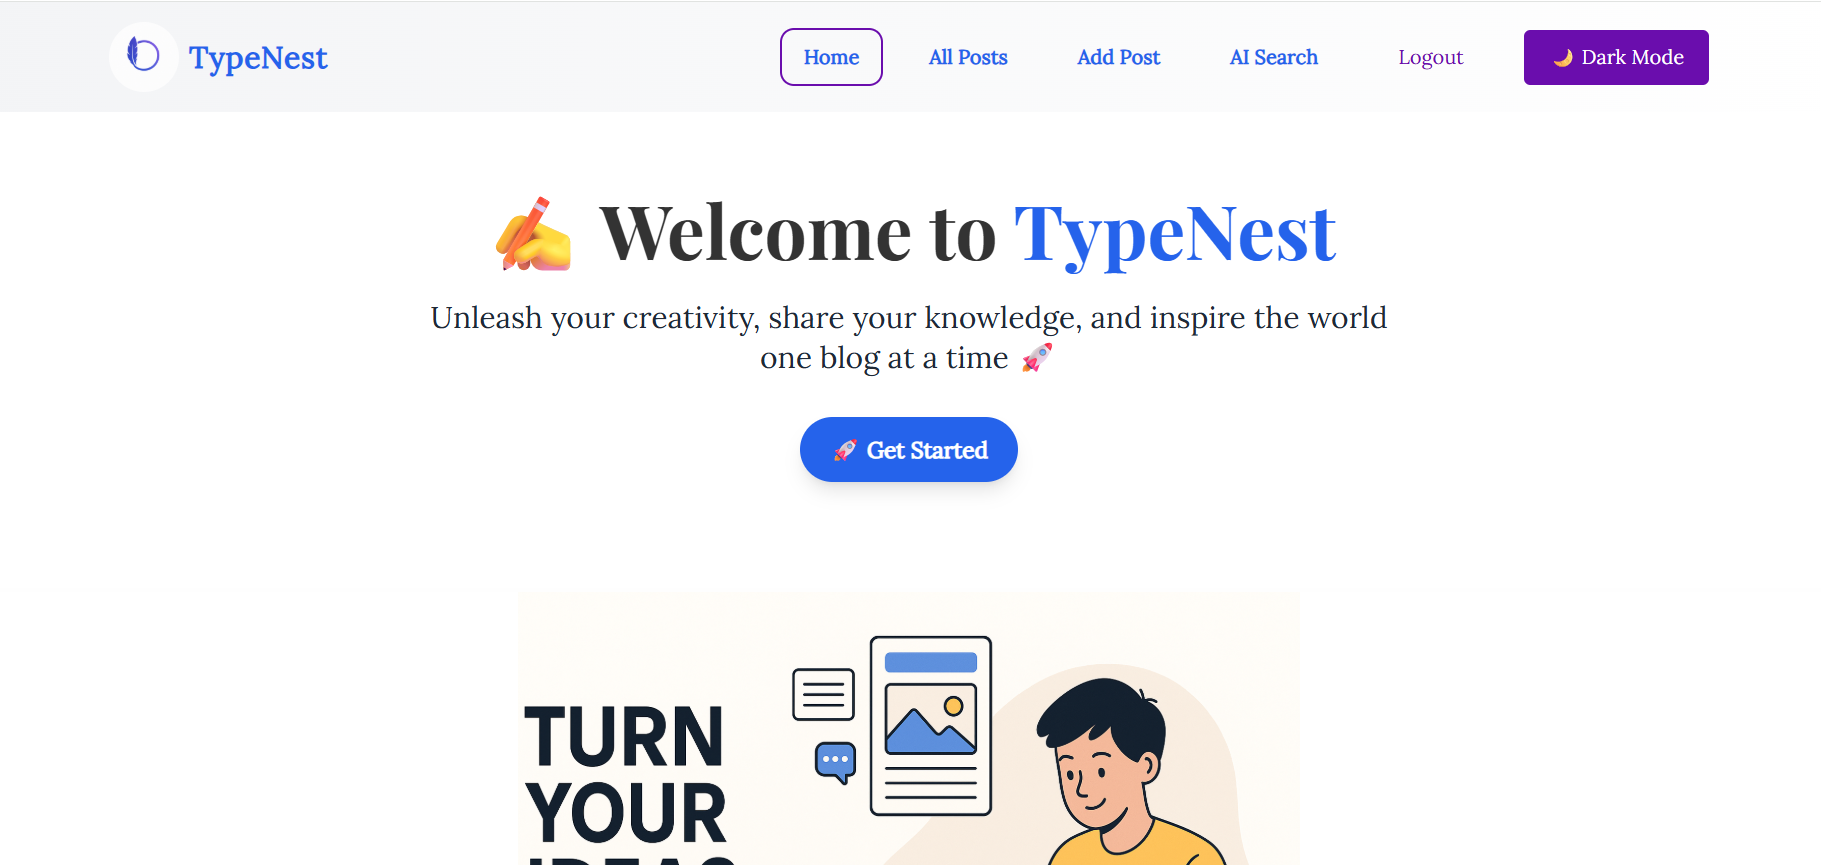 TypeNest
Home
All Posts
Add Post
AI Search
Logout
🌙 Dark Mode
✍️ Welcome to TypeNest
Unleash your creativity, share your knowledge, and inspire the world
one blog at a time 🚀
🚀 Get Started
TURN
YOUR
IDEAS